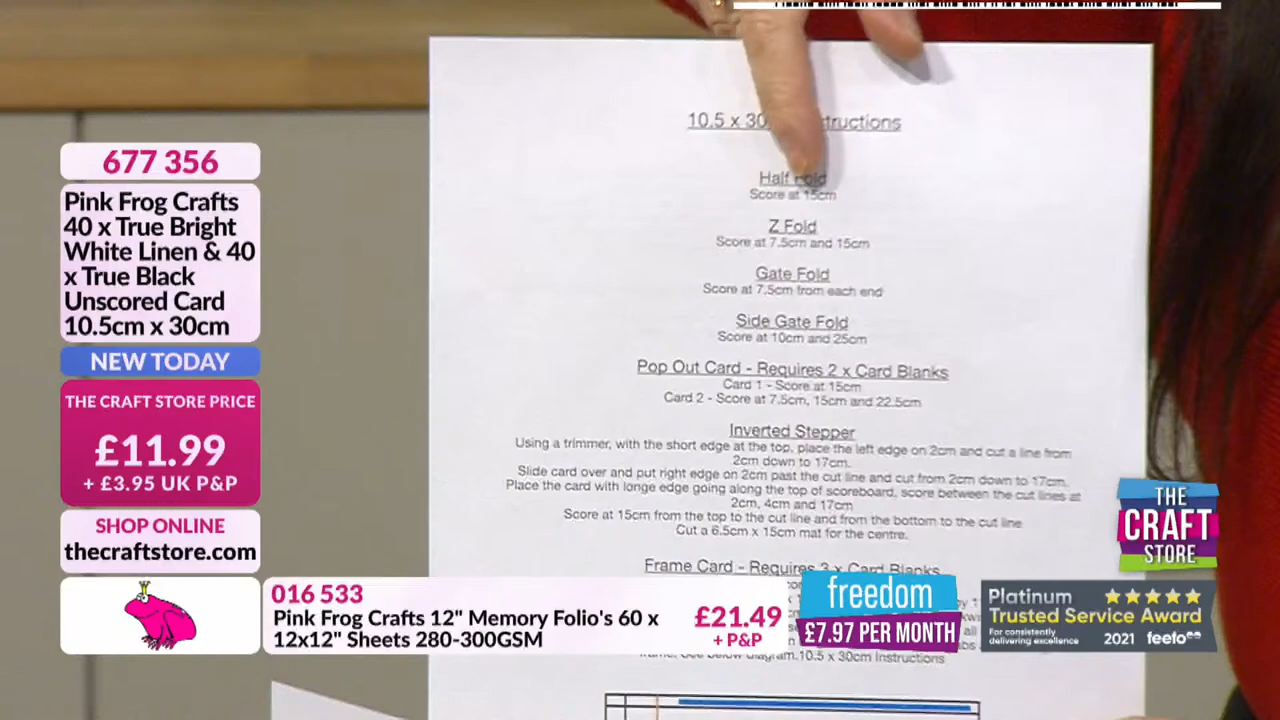 10.5 x 30 tructions
Half Fold
Score at 15cm
Z Fold
Score at 7.5cm and 15cm
Gate Fold
Score at 7.5cm from each end
Side Gate Fold
Score at 10cm and 25cm
Pop Out Card - Requires 2 x Card Blanks
Card 1 - Score at 15cm
Card 2 - Score at 7.5cm, 15cm and 22.5cm
Inverted Stepper
Using a trimmer, with the short edge at the top, place the left edge on 2cm and cut a line from
2cm down to 17cm.
Slide card over and put right edge on 2cm past the cut line and cut from 2cm down to 17cm.
Place the card with longe edge going along the top of scoreboard, score between the cut lines at
2cm, 4cm and 17cm
Score at 15cm from the top to the cut line and from the bottom to the cut line
Cut a 6.5cm x 15cm mat for the centre.
Frame Card - Requires 3 x Card Blanks
frame. See below diagram.10.5 x 30cm Instructions
677 356
Pink Frog Crafts
40 x True Bright
White Linen & 40
x True Black
Unscored Card
10.5cm x 30cm
NEW TODAY
THE CRAFT STORE PRICE
£11.99
+ £3.95 UK P&P
SHOP ONLINE
thecraftstore.com
016 533
Pink Frog Crafts 12" Memory Folio's 60 x
12x12" Sheets 280-300GSM
£21.49
+ P&P
freedom
£7.97 PER MONTH
THE
CRAFT
STORE
Platinum
Trusted Service Award
For consistently
delivering excellence
2021 feefo